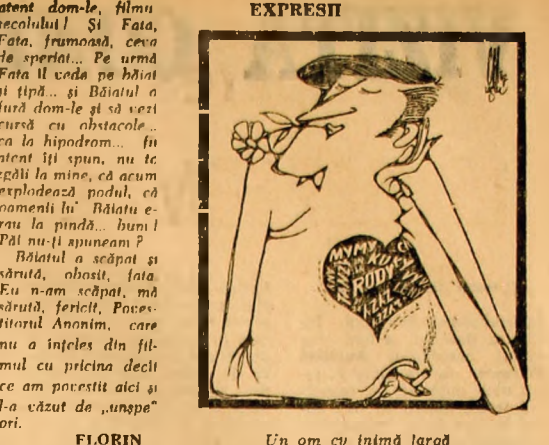 atent dom-le, filmu
secolului! Și Fata,
Fata, frumoasă, ceva
de speriat... Pe urmă
Fata îl vede pe băiat
și țipă... și Băiatul o
fură dom-le și să vezi
cursă cu obstacole...
ca la hipodrom... fii
atent îți spun, nu te
zgăli la mine, că acum
explodează podul, că
oamenii lu' Băiatu e-
rau la pîndă... bum!
Păi nu-ți spuneam?
Băiatul a scăpat și
sărută, obosit, fata.
Eu n-am scăpat, mă
sărută, fericit, Poves-
titorul Anonim, care
nu a înțeles din fil-
mul cu pricina decît
ce am povestit aici și
l-a văzut de „unșpe"
ori.
FLORIN
EXPRESII
MYMY
RODY
KIKI
Un om cu inimă largă